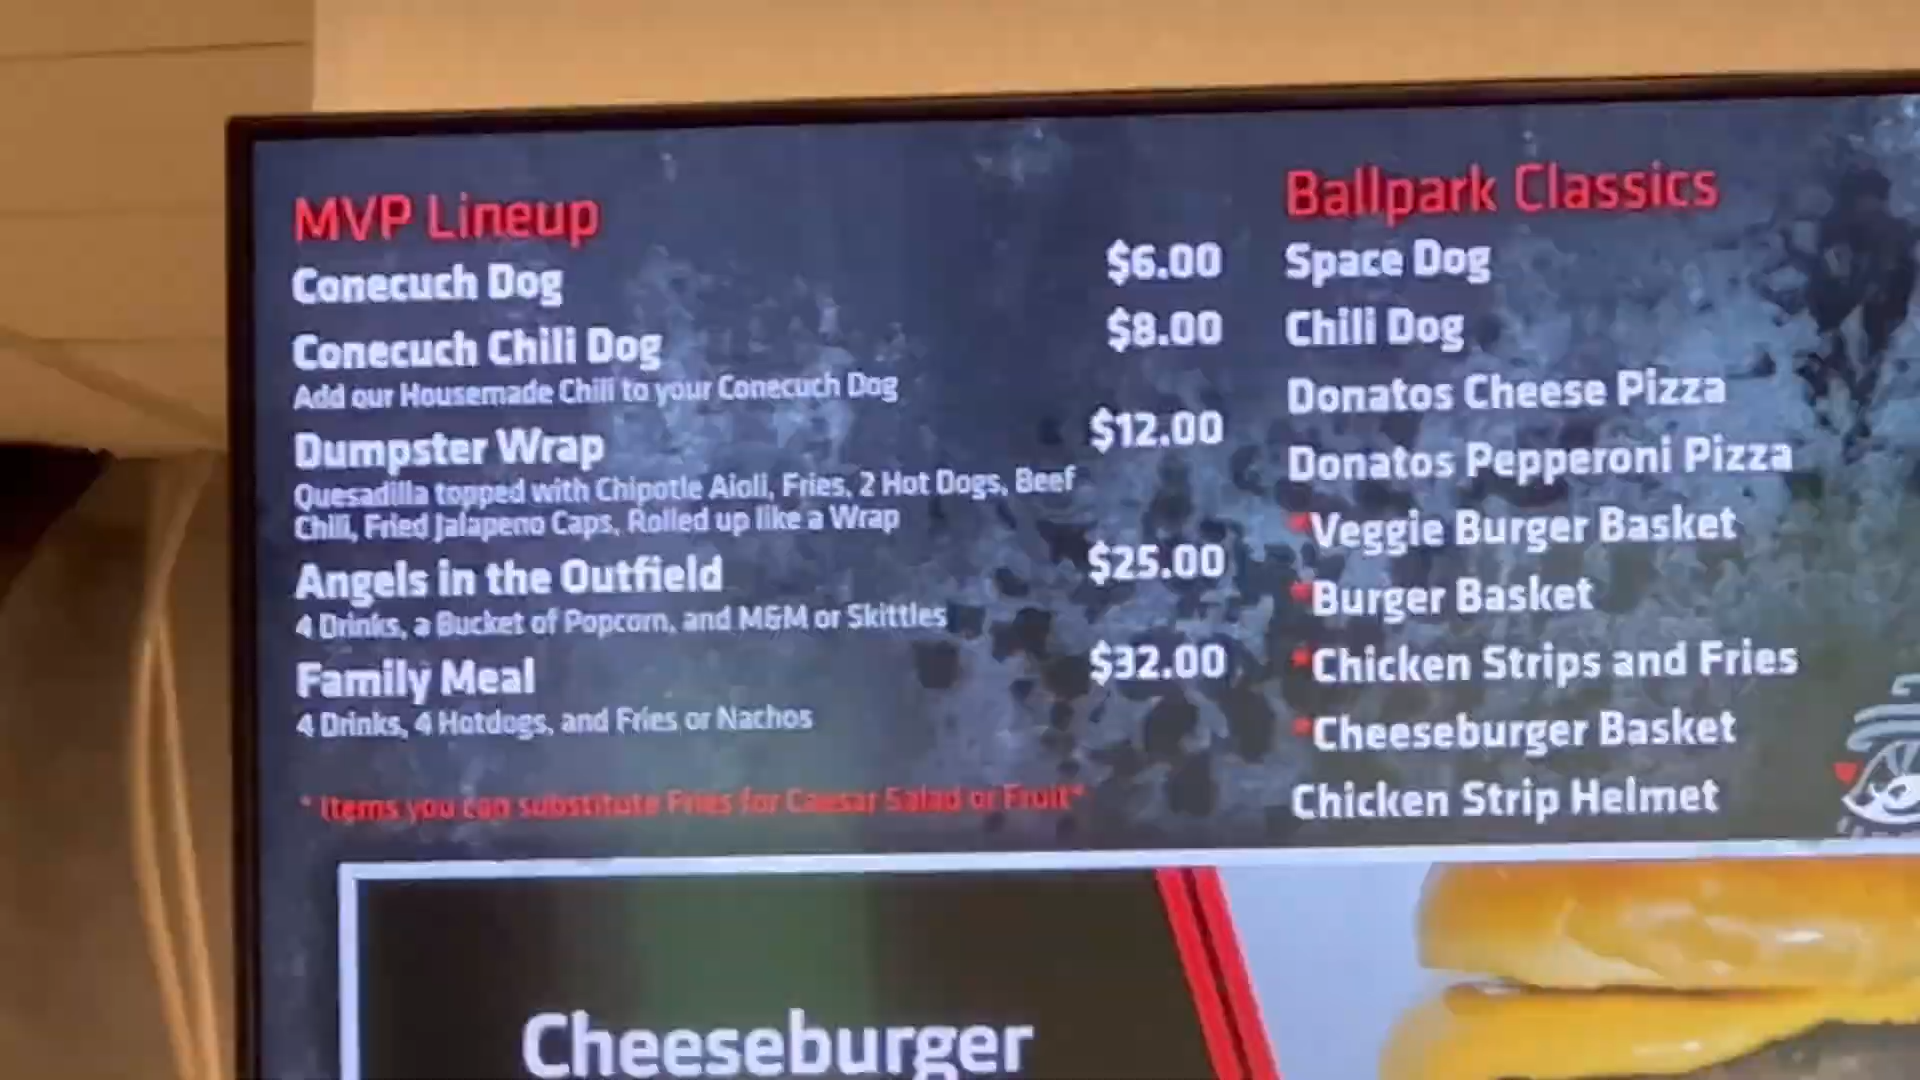 MVP Lineup
Conecuch Dog $6.00
Conecuch Chili Dog $8.00
Add our Housemade Chili to your Conecuch Dog
Dumpster Wrap $12.00
Quesadilla topped with Chipotle Aioli, Fries, 2 Hot Dogs, Beef
Chili, Fried Jalapeno Caps, Rolled up like a Wrap
Angels in the Outfield $25.00
4 Drinks, a Bucket of Popcorn, and M&M or Skittles
Family Meal $32.00
4 Drinks, 4 Hotdogs, and Fries or Nachos
* Items you can substitute Fries for Caesar Salad or Fruit*
Ballpark Classics
Space Dog
Chili Dog
Donatos Cheese Pizza
Donatos Pepperoni Pizza
*Veggie Burger Basket
*Burger Basket
*Chicken Strips and Fries
*Cheeseburger Basket
Chicken Strip Helmet
Cheeseburger